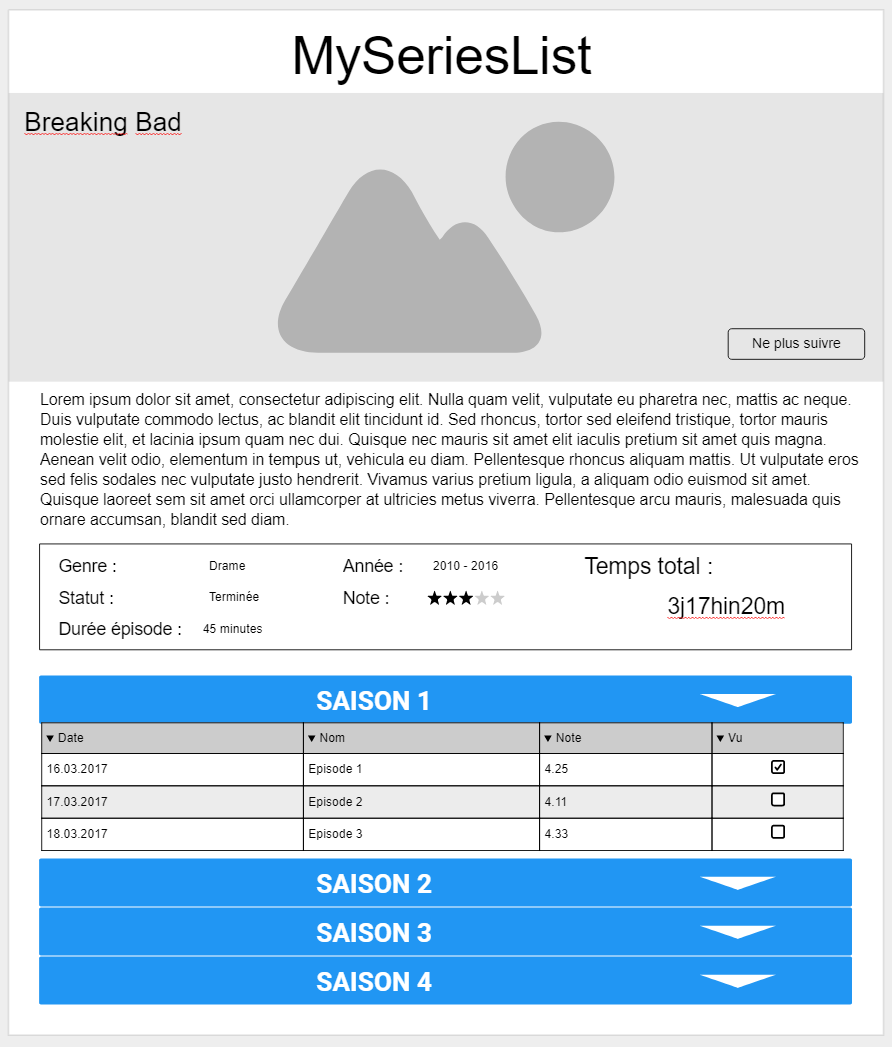 MySeriesList
Breaking Bad
Ne plus suivre
Lorem ipsum dolor sit amet, consectetur adipiscing elit. Nulla quam velit, vulputate eu pharetra nec, mattis ac neque.
Duis vulputate commodo lectus, ac blandit elit tincidunt id. Sed rhoncus, tortor sed eleifend tristique, tortor mauris
molestie elit, et lacinia ipsum quam nec dui. Quisque nec mauris sit amet elit iaculis pretium sit amet quis magna.
Aenean velit odio, elementum in tempus ut, vehicula eu diam. Pellentesque rhoncus aliquam mattis. Ut vulputate eros
sed felis sodales nec vulputate justo hendrerit. Vivamus varius pretium ligula, a aliquam odio euismod sit amet.
Quisque laoreet sem sit amet orci ullamcorper at ultricies metus viverra. Pellentesque arcu mauris, malesuada quis
ornare accumsan, blandit sed diam.
Genre : Drame Année : 2010 - 2016 Temps total :
Statut : Terminée Note : 3j17hin20m
Durée épisode : 45 minutes
SAISON 1
Date Nom Note Vu
16.03.2017 Episode 1 4.25
17.03.2017 Episode 2 4.11
18.03.2017 Episode 3 4.33
SAISON 2
SAISON 3
SAISON 4